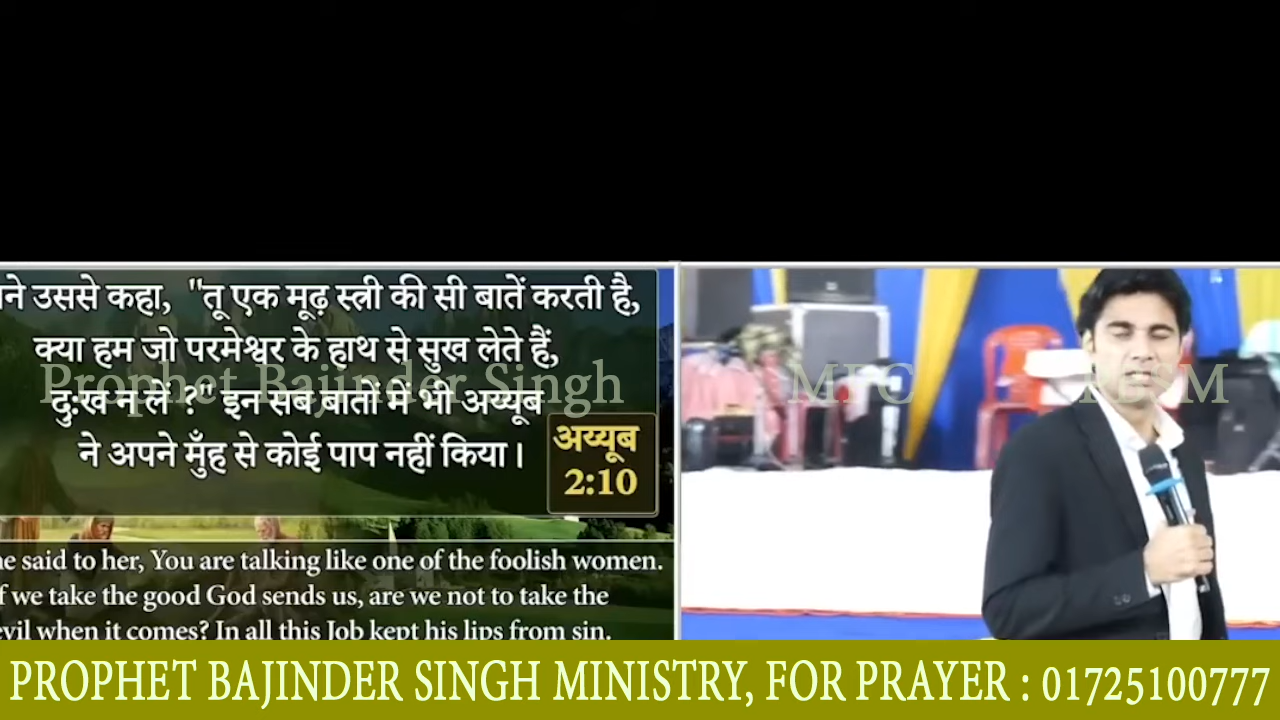 ने उससे कहा, "तू एक मूढ़ स्त्री की सी बातें करती है,
क्या हम जो परमेश्वर के हाथ से सुख लेते हैं,
दुःख न लें ?" इन सब बातों में भी अय्यूब
ने अपने मुँह से कोई पाप नहीं किया।
अय्यूब
2:10
Prophet Bajinder Singh MFC
he said to her, You are talking like one of the foolish women.
If we take the good God sends us, are we not to take the
evil when it comes? In all this Job kept his lips from sin.
PROPHET BAJINDER SINGH MINISTRY, FOR PRAYER : 01725100777